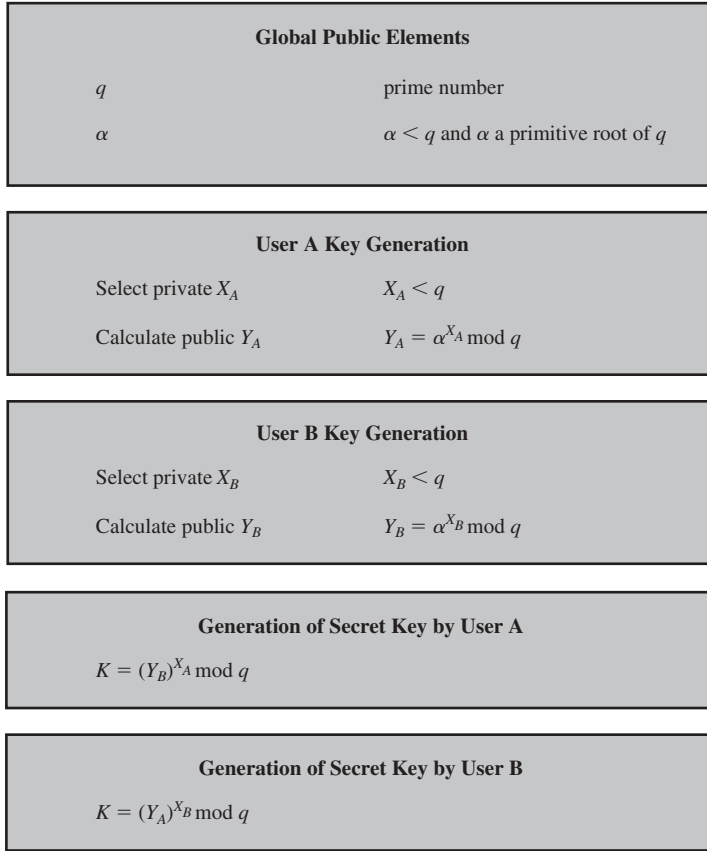 Global Public Elements
q prime number
α α < q and α a primitive root of q
User A Key Generation
Select private X_A X_A < q
Calculate public Y_A Y_A = α^{X_A} mod q
User B Key Generation
Select private X_B X_B < q
Calculate public Y_B Y_B = α^{X_B} mod q
Generation of Secret Key by User A
K = (Y_B)^{X_A} mod q
Generation of Secret Key by User B
K = (Y_A)^{X_B} mod q